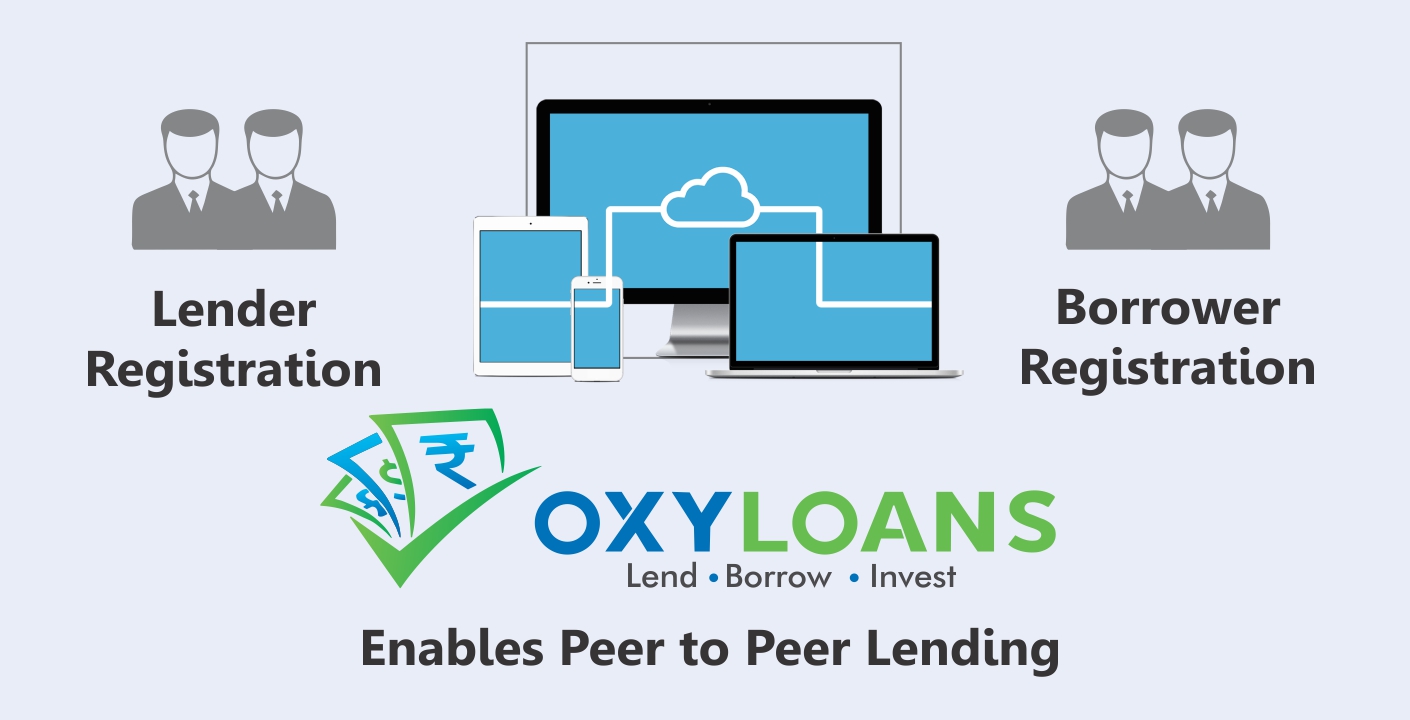 Lender
Registration
Borrower
Registration
₹
$
£
OXYLOANS
Lend • Borrow • Invest
Enables Peer to Peer Lending